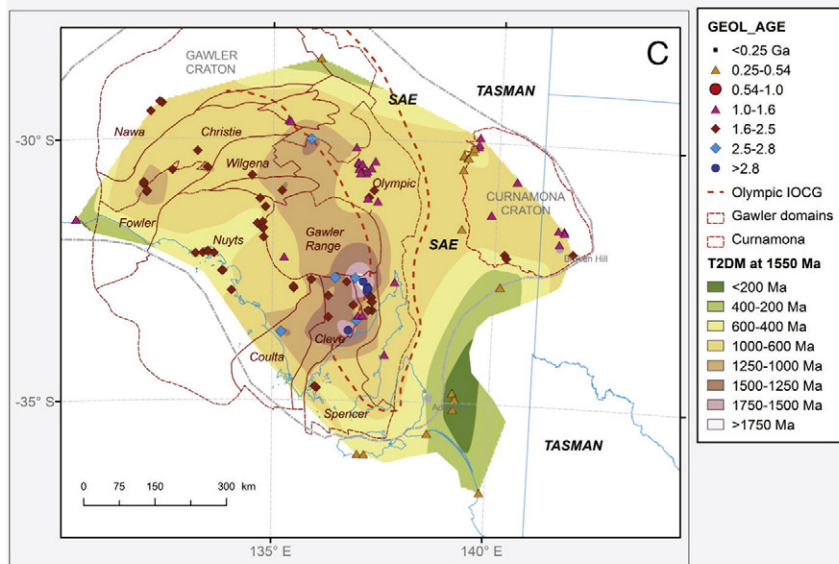 C
GAWLER
CRATON
TASMAN
SAE
-30° S
Nawa
Christie
Wilgena
Olympic
CURNAMONA
CRATON
Fowler
Nuyts
Gawler
Range
SAE
Broken Hill
Coulta
Cleve
-35° S
Spencer
TASMAN
0 75 150 300 km
135° E
140° E
GEOL_AGE
<0.25 Ga
0.25-0.54
0.54-1.0
1.0-1.6
1.6-2.5
2.5-2.8
>2.8
Olympic IOCG
Gawler domains
Curnamona
T2DM at 1550 Ma
<200 Ma
400-200 Ma
600-400 Ma
1000-600 Ma
1250-1000 Ma
1500-1250 Ma
1750-1500 Ma
>1750 Ma